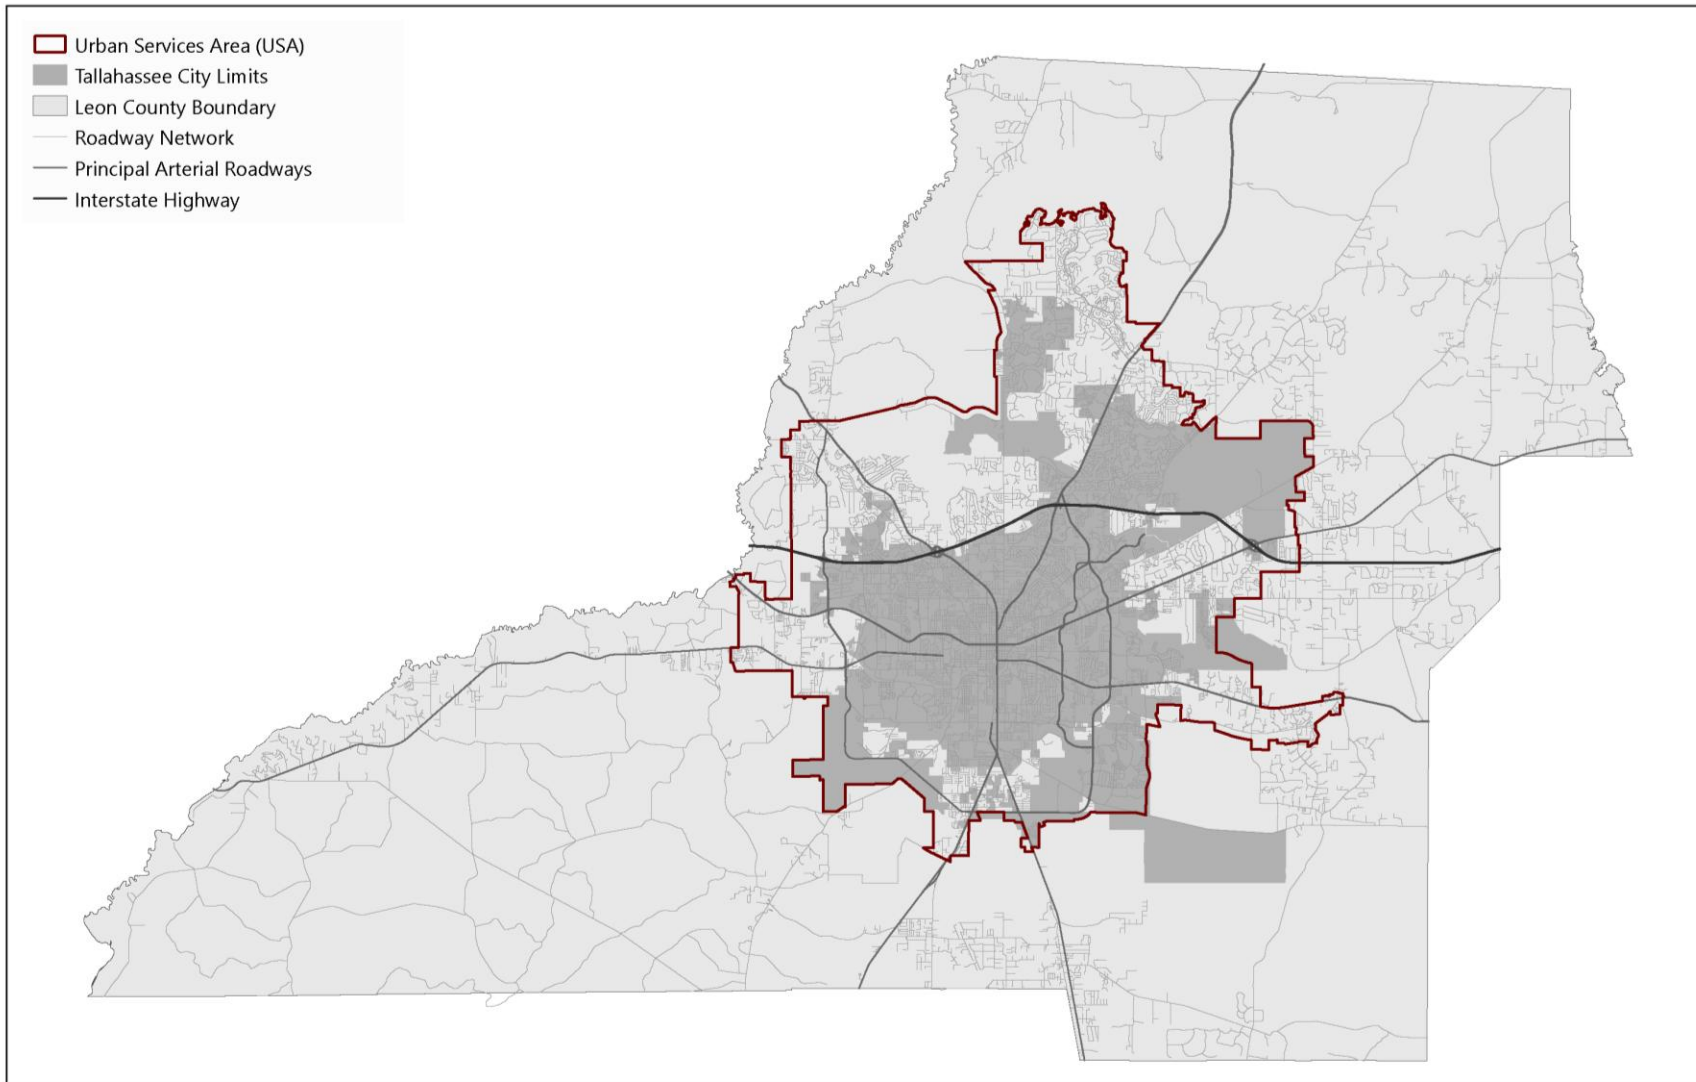 Urban Services Area (USA)
Tallahassee City Limits
Leon County Boundary
Roadway Network
Principal Arterial Roadways
Interstate Highway